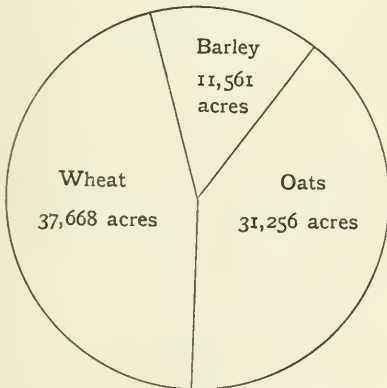 Barley
11,561
acres
Wheat
37,668 acres
Oats
31,256 acres